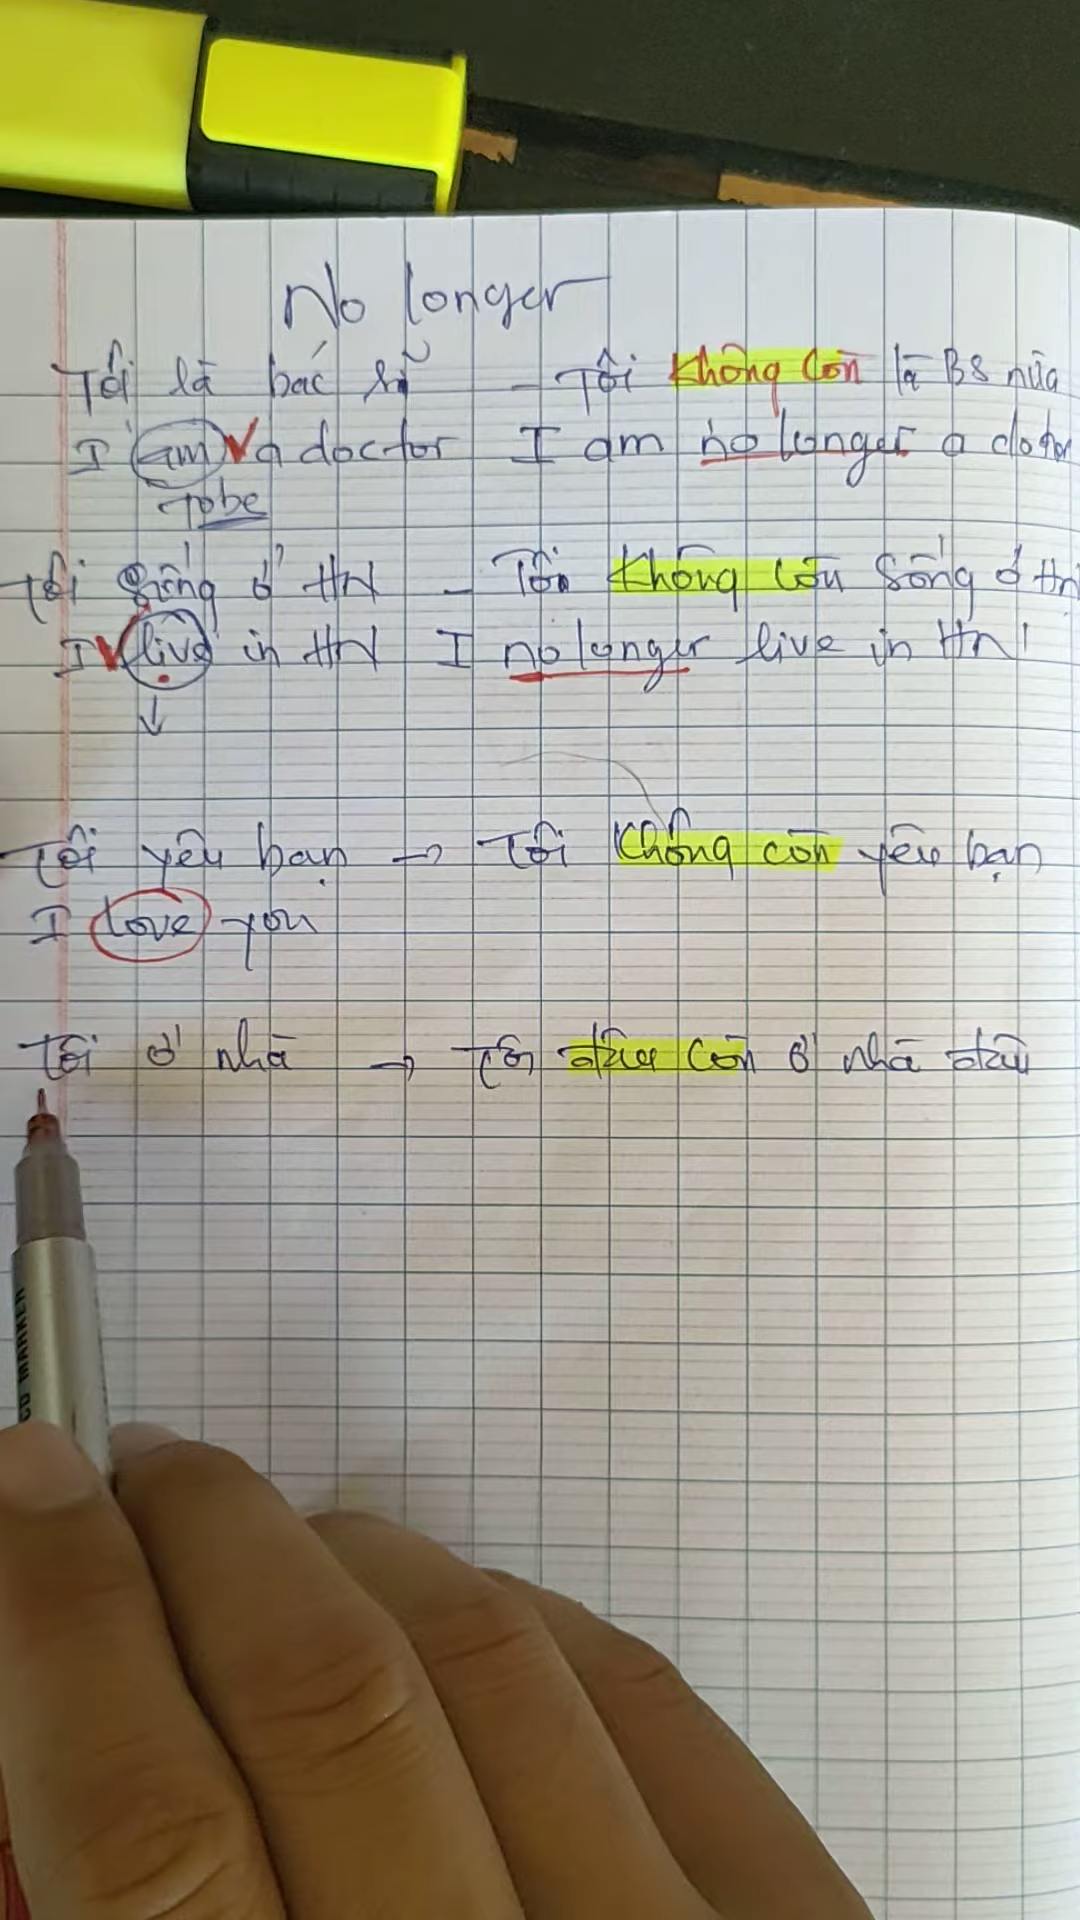 No longer
Tôi là bác sĩ - Tôi không còn là BS nữa
I am a doctor I am no longer a doctor
Tobe
Tôi sống ở HN - Tôi không còn sống ở HN
I live in HN I no longer live in HN
Tôi yêu bạn → Tôi không còn yêu bạn
I love you
Tôi ở nhà → Tôi đâu còn ở nhà đâu
MARKER